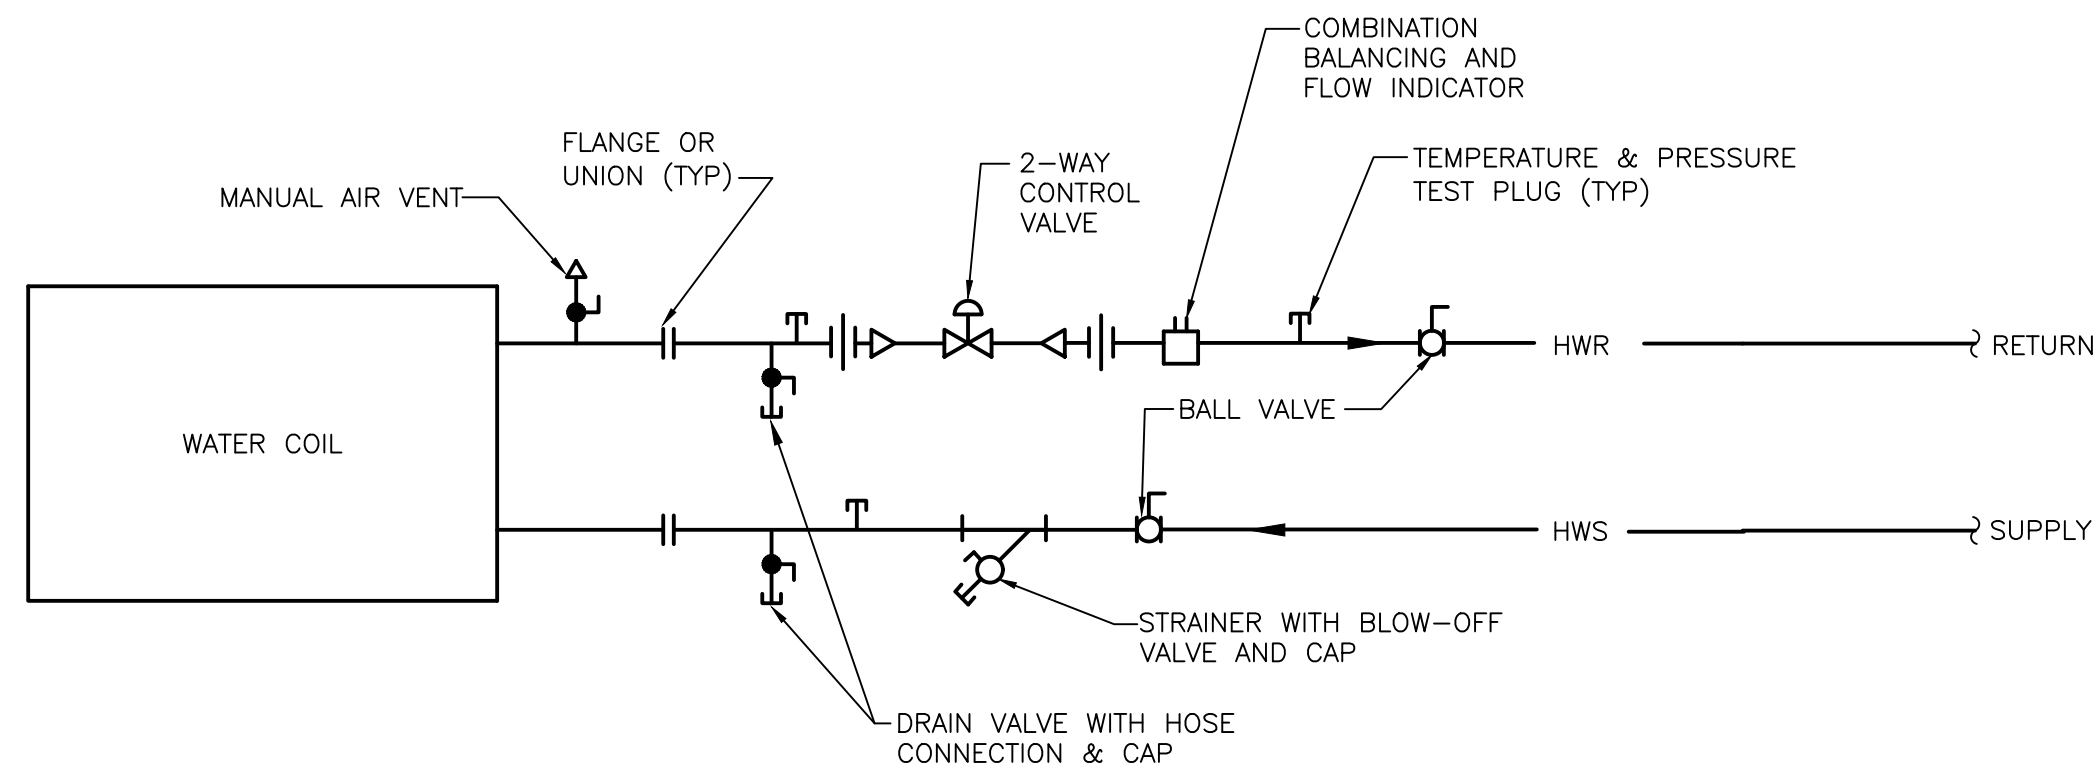 COMBINATION
BALANCING AND
FLOW INDICATOR
FLANGE OR
UNION (TYP)
MANUAL AIR VENT
2-WAY
CONTROL
VALVE
TEMPERATURE & PRESSURE
TEST PLUG (TYP)
HWR
RETURN
BALL VALVE
WATER COIL
HWS
SUPPLY
STRAINER WITH BLOW-OFF
VALVE AND CAP
DRAIN VALVE WITH HOSE
CONNECTION & CAP